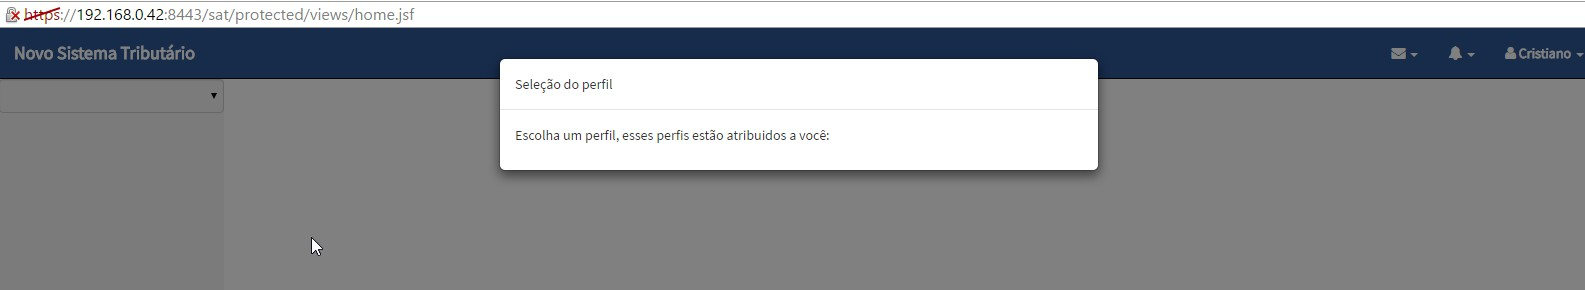 https://192.168.0.42:8443/sat/protected/views/home.jsf
Novo Sistema Tributário
Cristiano
Seleção do perfil
Escolha um perfil, esses perfis estão atribuidos a você: